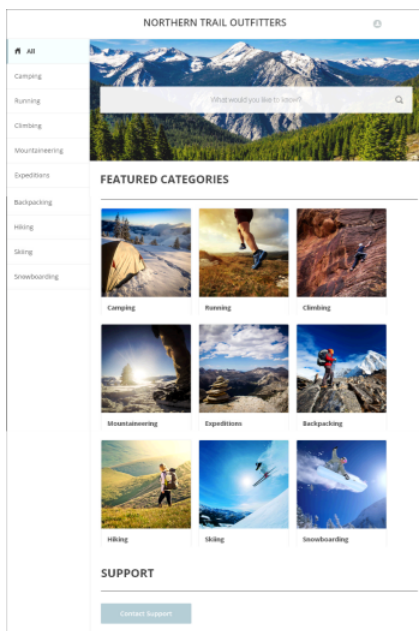 NORTHERN TRAIL OUTFITTERS
All
Camping
Running
Climbing
Mountaineering
Expeditions
Backpacking
Hiking
Skiing
Snowboarding
What would you like to know?
FEATURED CATEGORIES
Camping
Running
Climbing
Mountaineering
Expeditions
Backpacking
Hiking
Skiing
Snowboarding
SUPPORT
Contact Support